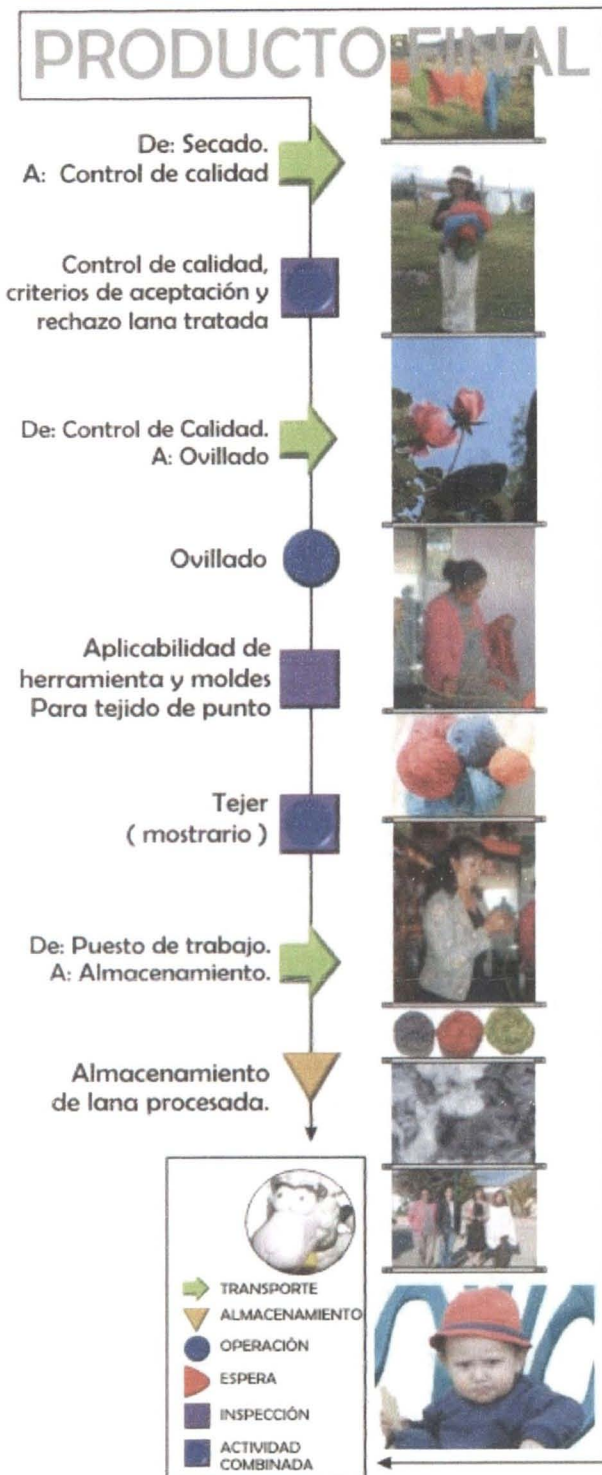 PRODUCTO FINAL
De: Secado.
A: Control de calidad
Control de calidad,
criterios de aceptación y
rechazo lana tratada
De: Control de Calidad.
A: Ovillado
Ovillado
Aplicabilidad de
herramienta y moldes
Para tejido de punto
Tejer
( mostrario )
De: Puesto de trabajo.
A: Almacenamiento.
Almacenamiento
de lana procesada.
TRANSPORTE
ALMACENAMIENTO
OPERACIÓN
ESPERA
INSPECCIÓN
ACTIVIDAD
COMBINADA